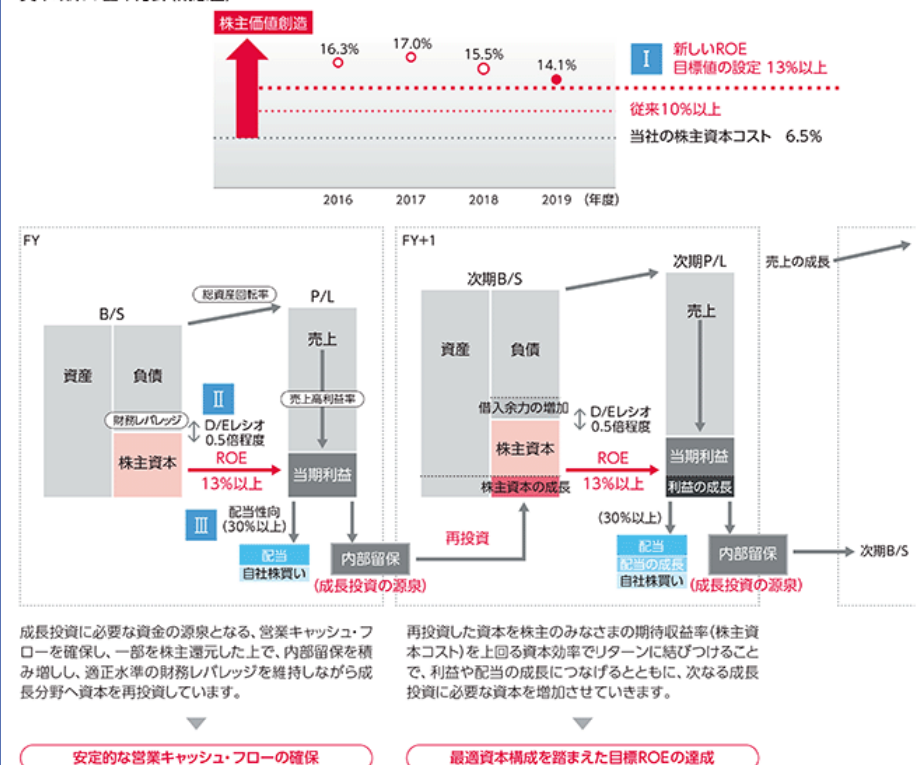 株主価値創造
16.3%
17.0%
15.5%
14.1%
I
新しいROE
目標値の設定 13%以上
従来10%以上
当社の株主資本コスト 6.5%
2016 2017 2018 2019 (年度)
FY
B/S
総資産回転率
P/L
売上
資産
負債
売上高利益率
II
財務レバレッジ
D/Eレシオ
0.5倍程度
株主資本
ROE
13%以上
当期利益
III
配当性向
(30%以上)
配当
自社株買い
内部留保
(成長投資の源泉)
再投資
FY+1
次期B/S
次期P/L
売上
資産
負債
借入余力の増加
D/Eレシオ
0.5倍程度
株主資本
株主資本の成長
ROE
13%以上
当期利益
利益の成長
(30%以上)
配当
配当の成長
自社株買い
内部留保
(成長投資の源泉)
売上の成長
次期B/S
成長投資に必要な資金の源泉となる、営業キャッシュ・フ
ローを確保し、一部を株主還元した上で、内部留保を積
み増しし、適正水準の財務レバレッジを維持しながら成
長分野へ資本を再投資しています。
再投資した資本を株主のみなさまの期待収益率(株主資
本コスト)を上回る資本効率でリターンに結びつけること
で、利益や配当の成長につなげるとともに、次なる成長
投資に必要な資本を増加させていきます。
安定的な営業キャッシュ・フローの確保
最適資本構成を踏まえた目標ROEの達成